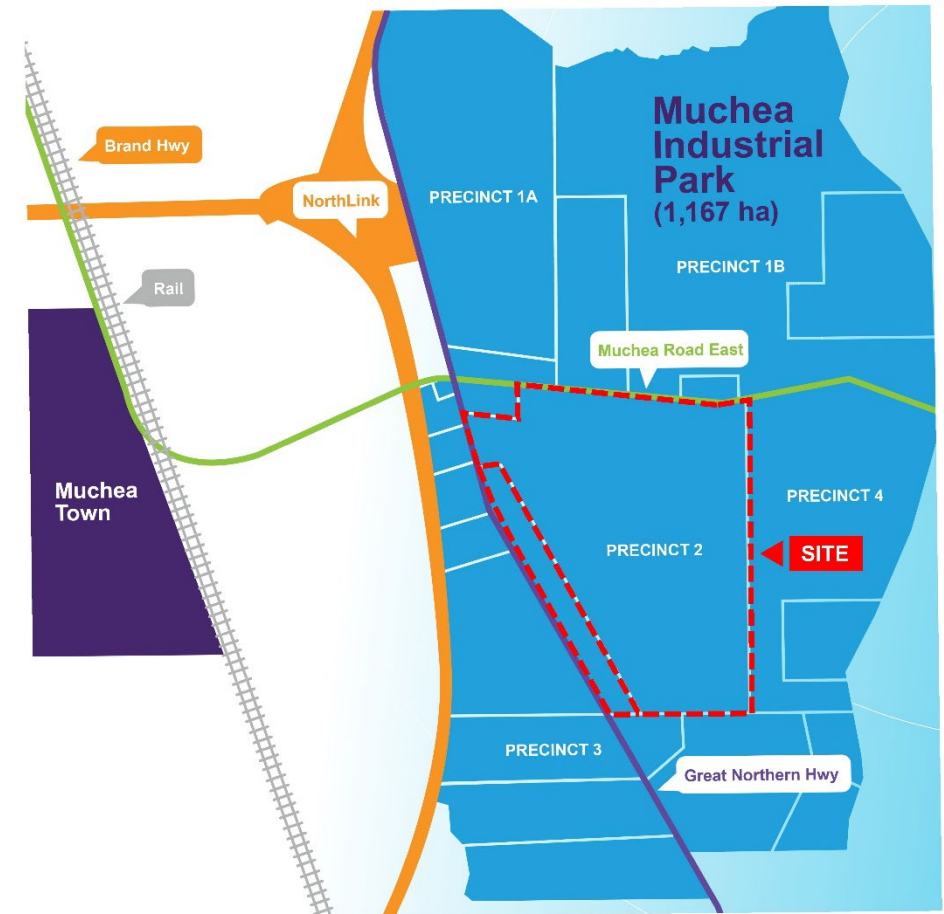 Muchea
Industrial
Park
(1,167 ha)
Brand Hwy
NorthLink
PRECINCT 1A
PRECINCT 1B
Rail
Muchea Road East
Muchea
Town
PRECINCT 4
PRECINCT 2
SITE
PRECINCT 3
Great Northern Hwy